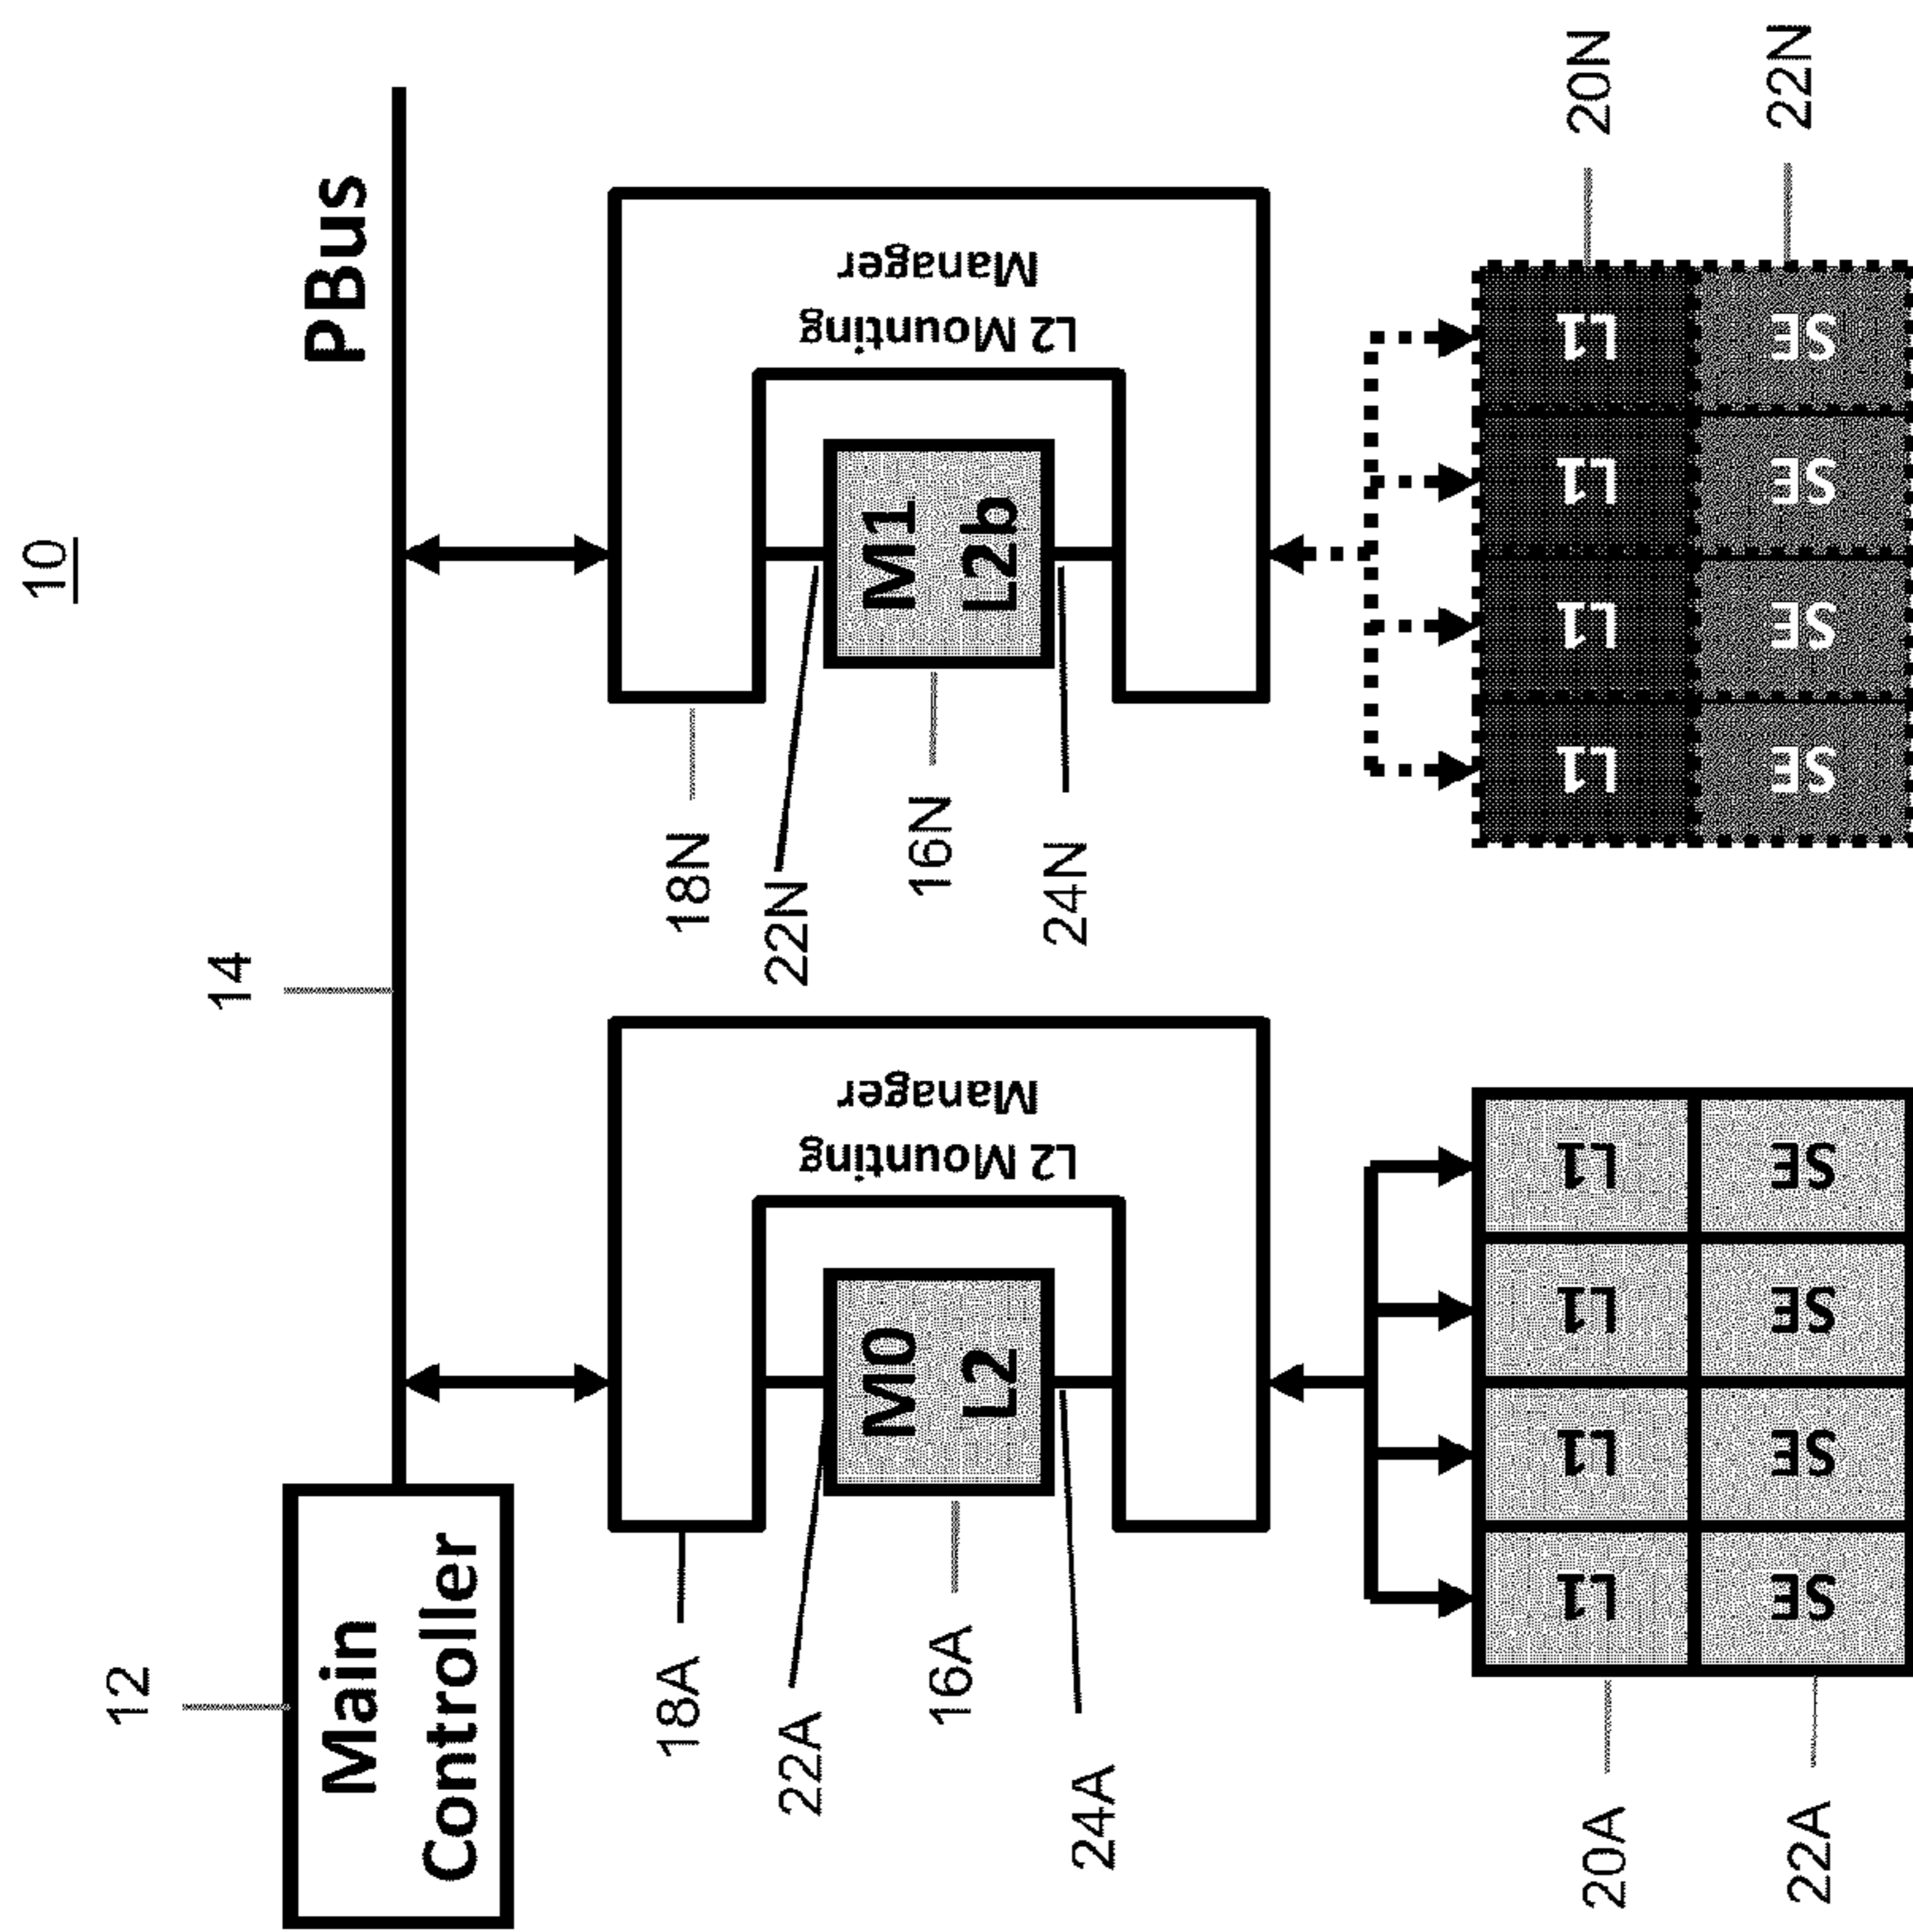 10
12
14
PBus
Main
Controller
18A
22A
16A
24A
M0
L2
L2 Mounting
Manager
18N
22N
16N
24N
M1
L2b
L2 Mounting
Manager
20A
L1
L1
L1
L1
22A
SE
SE
SE
SE
L1
L1
L1
L1
20N
SE
SE
SE
SE
22N